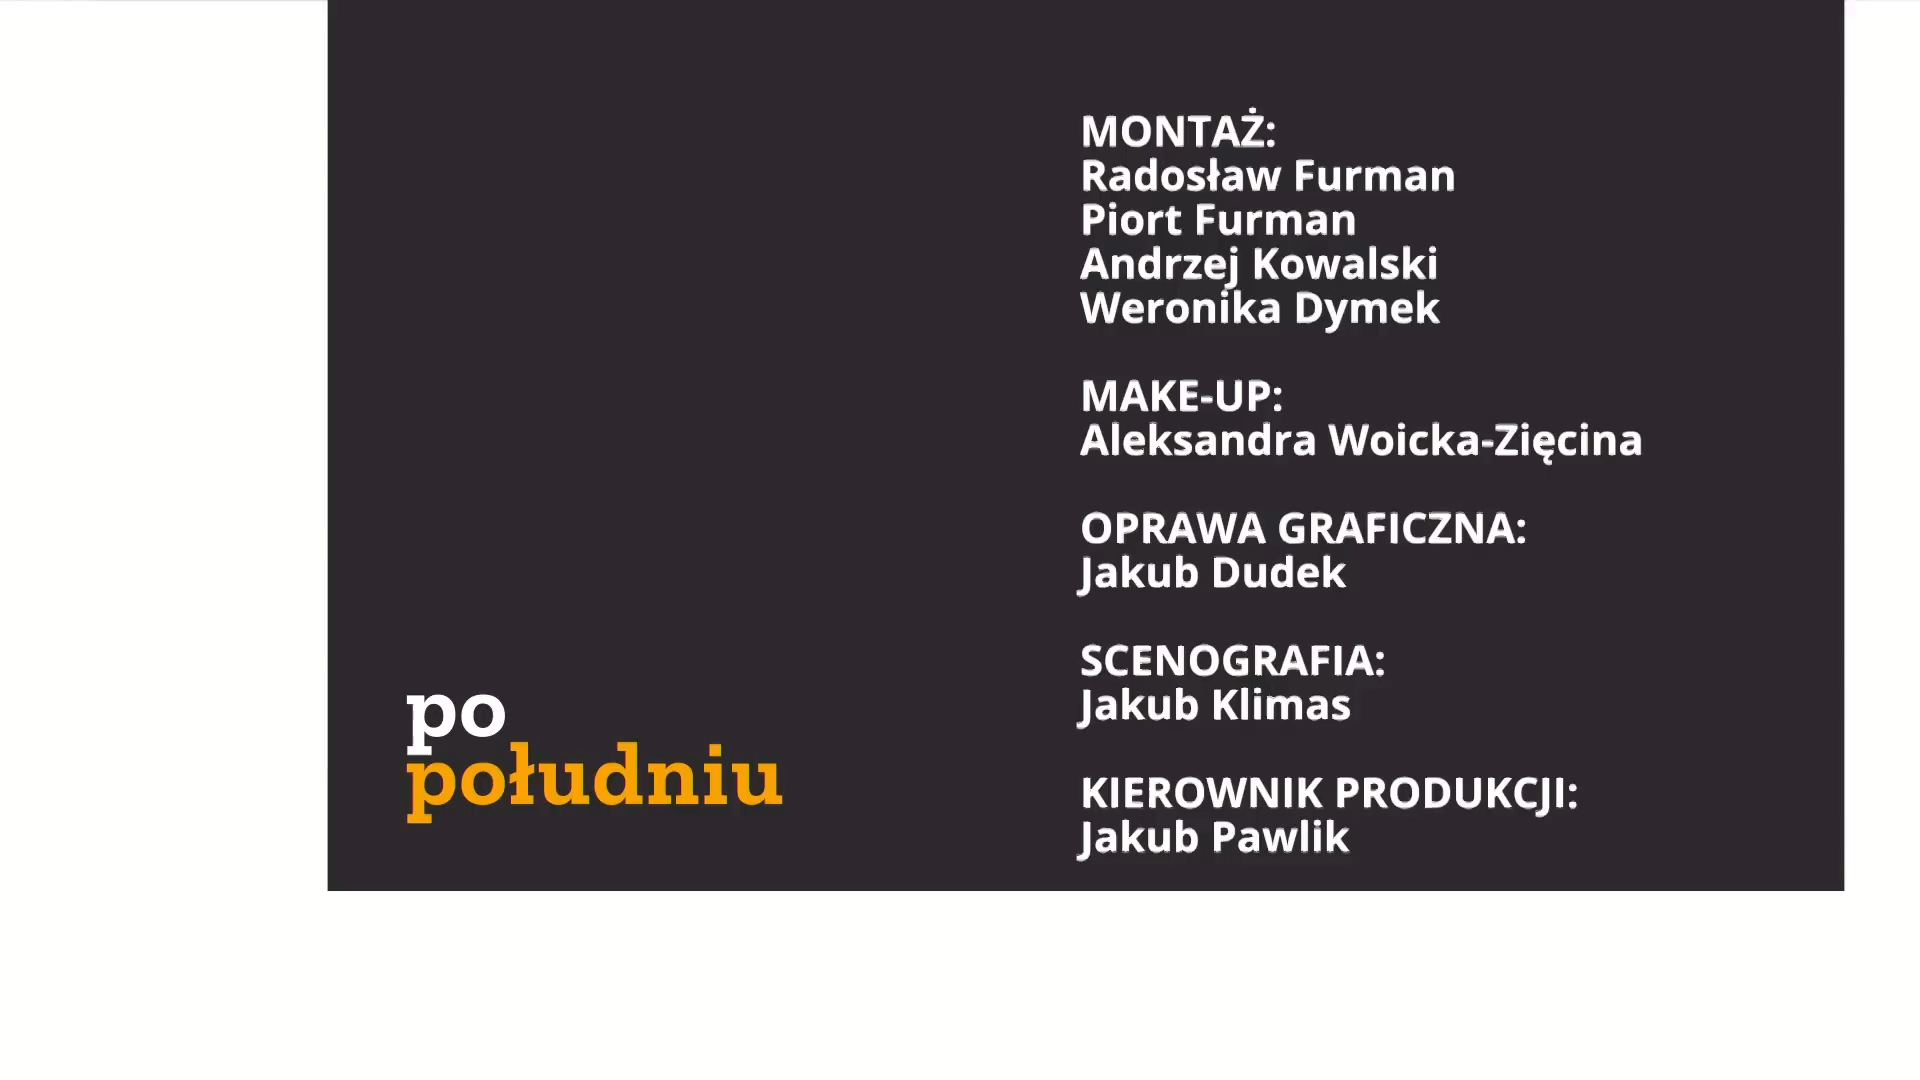 MONTAŻ:
Radosław Furman
Piort Furman
Andrzej Kowalski
Weronika Dymek
MAKE-UP:
Aleksandra Woicka-Zięcina
OPRAWA GRAFICZNA:
Jakub Dudek
SCENOGRAFIA:
Jakub Klimas
KIEROWNIK PRODUKCJI:
Jakub Pawlik
po
południu